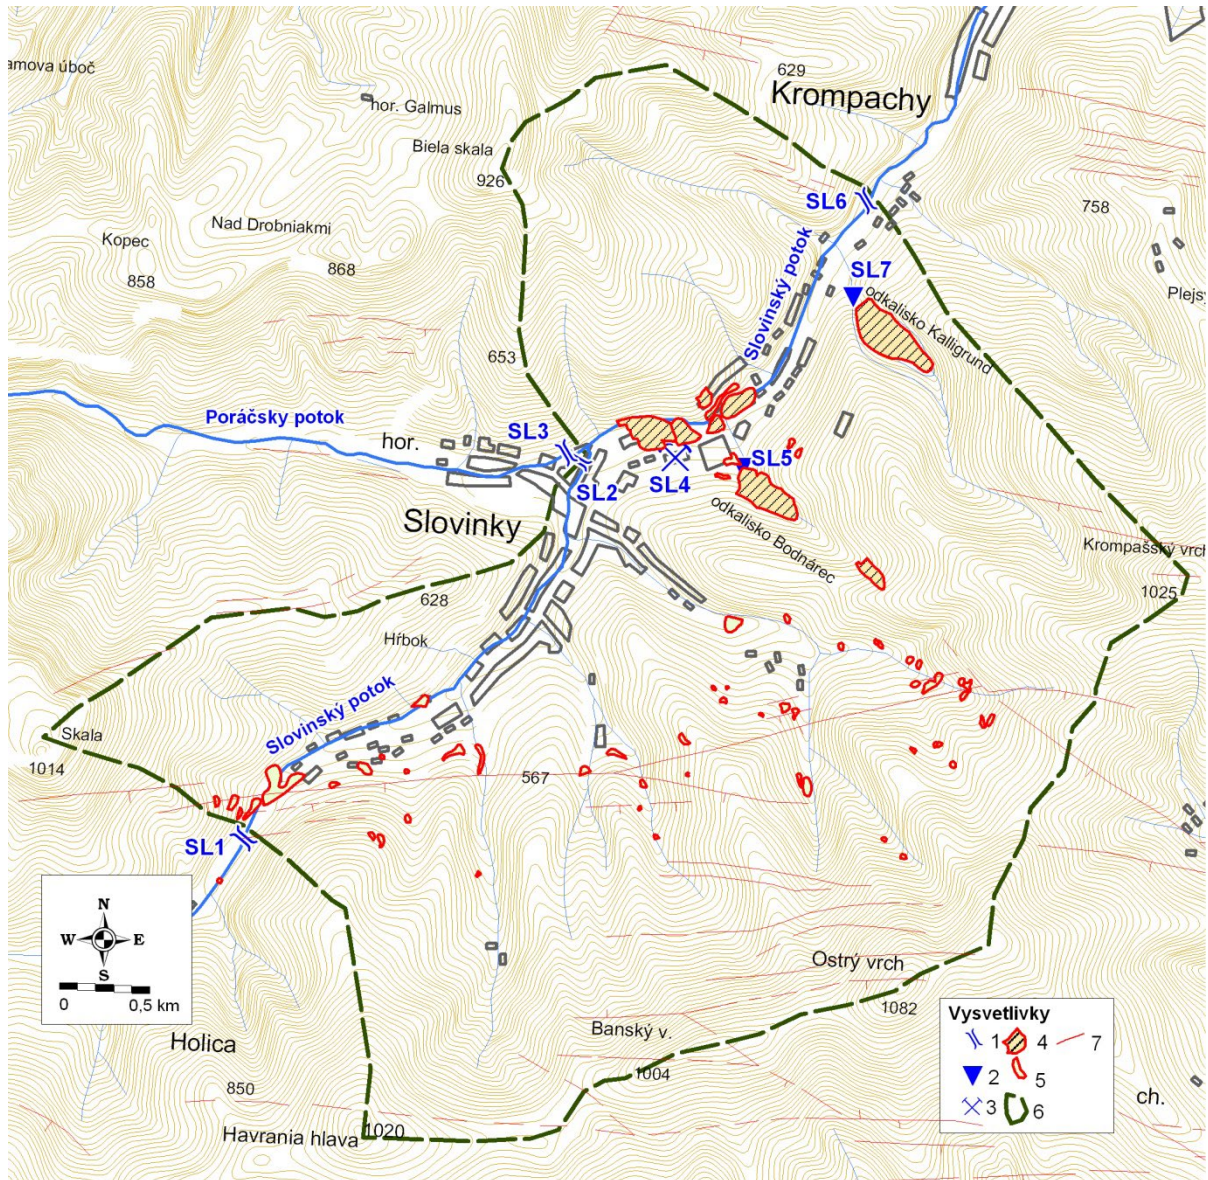 amova úboč
629
Krompachy
hor. Galmus
Biela skala
926
SL6
758
Nad Drobniakmi
Kopec
868
858
Slovinský potok
SL7
odkalisko Kalligrund
Plejsy
653
Poráčsky potok
hor.
SL3
SL2
SL4
SL5
Slovinky
odkalisko Bodnárec
Krompašský vrch
1025
628
Hŕbok
Slovinský potok
Skala
1014
567
SL1
N
W
E
S
0
0,5 km
Ostrý vrch
1082
Holica
Banský v.
1004
850
Havrania hlava
1020
ch.
Vysvetlivky
1
4
7
2
5
3
6